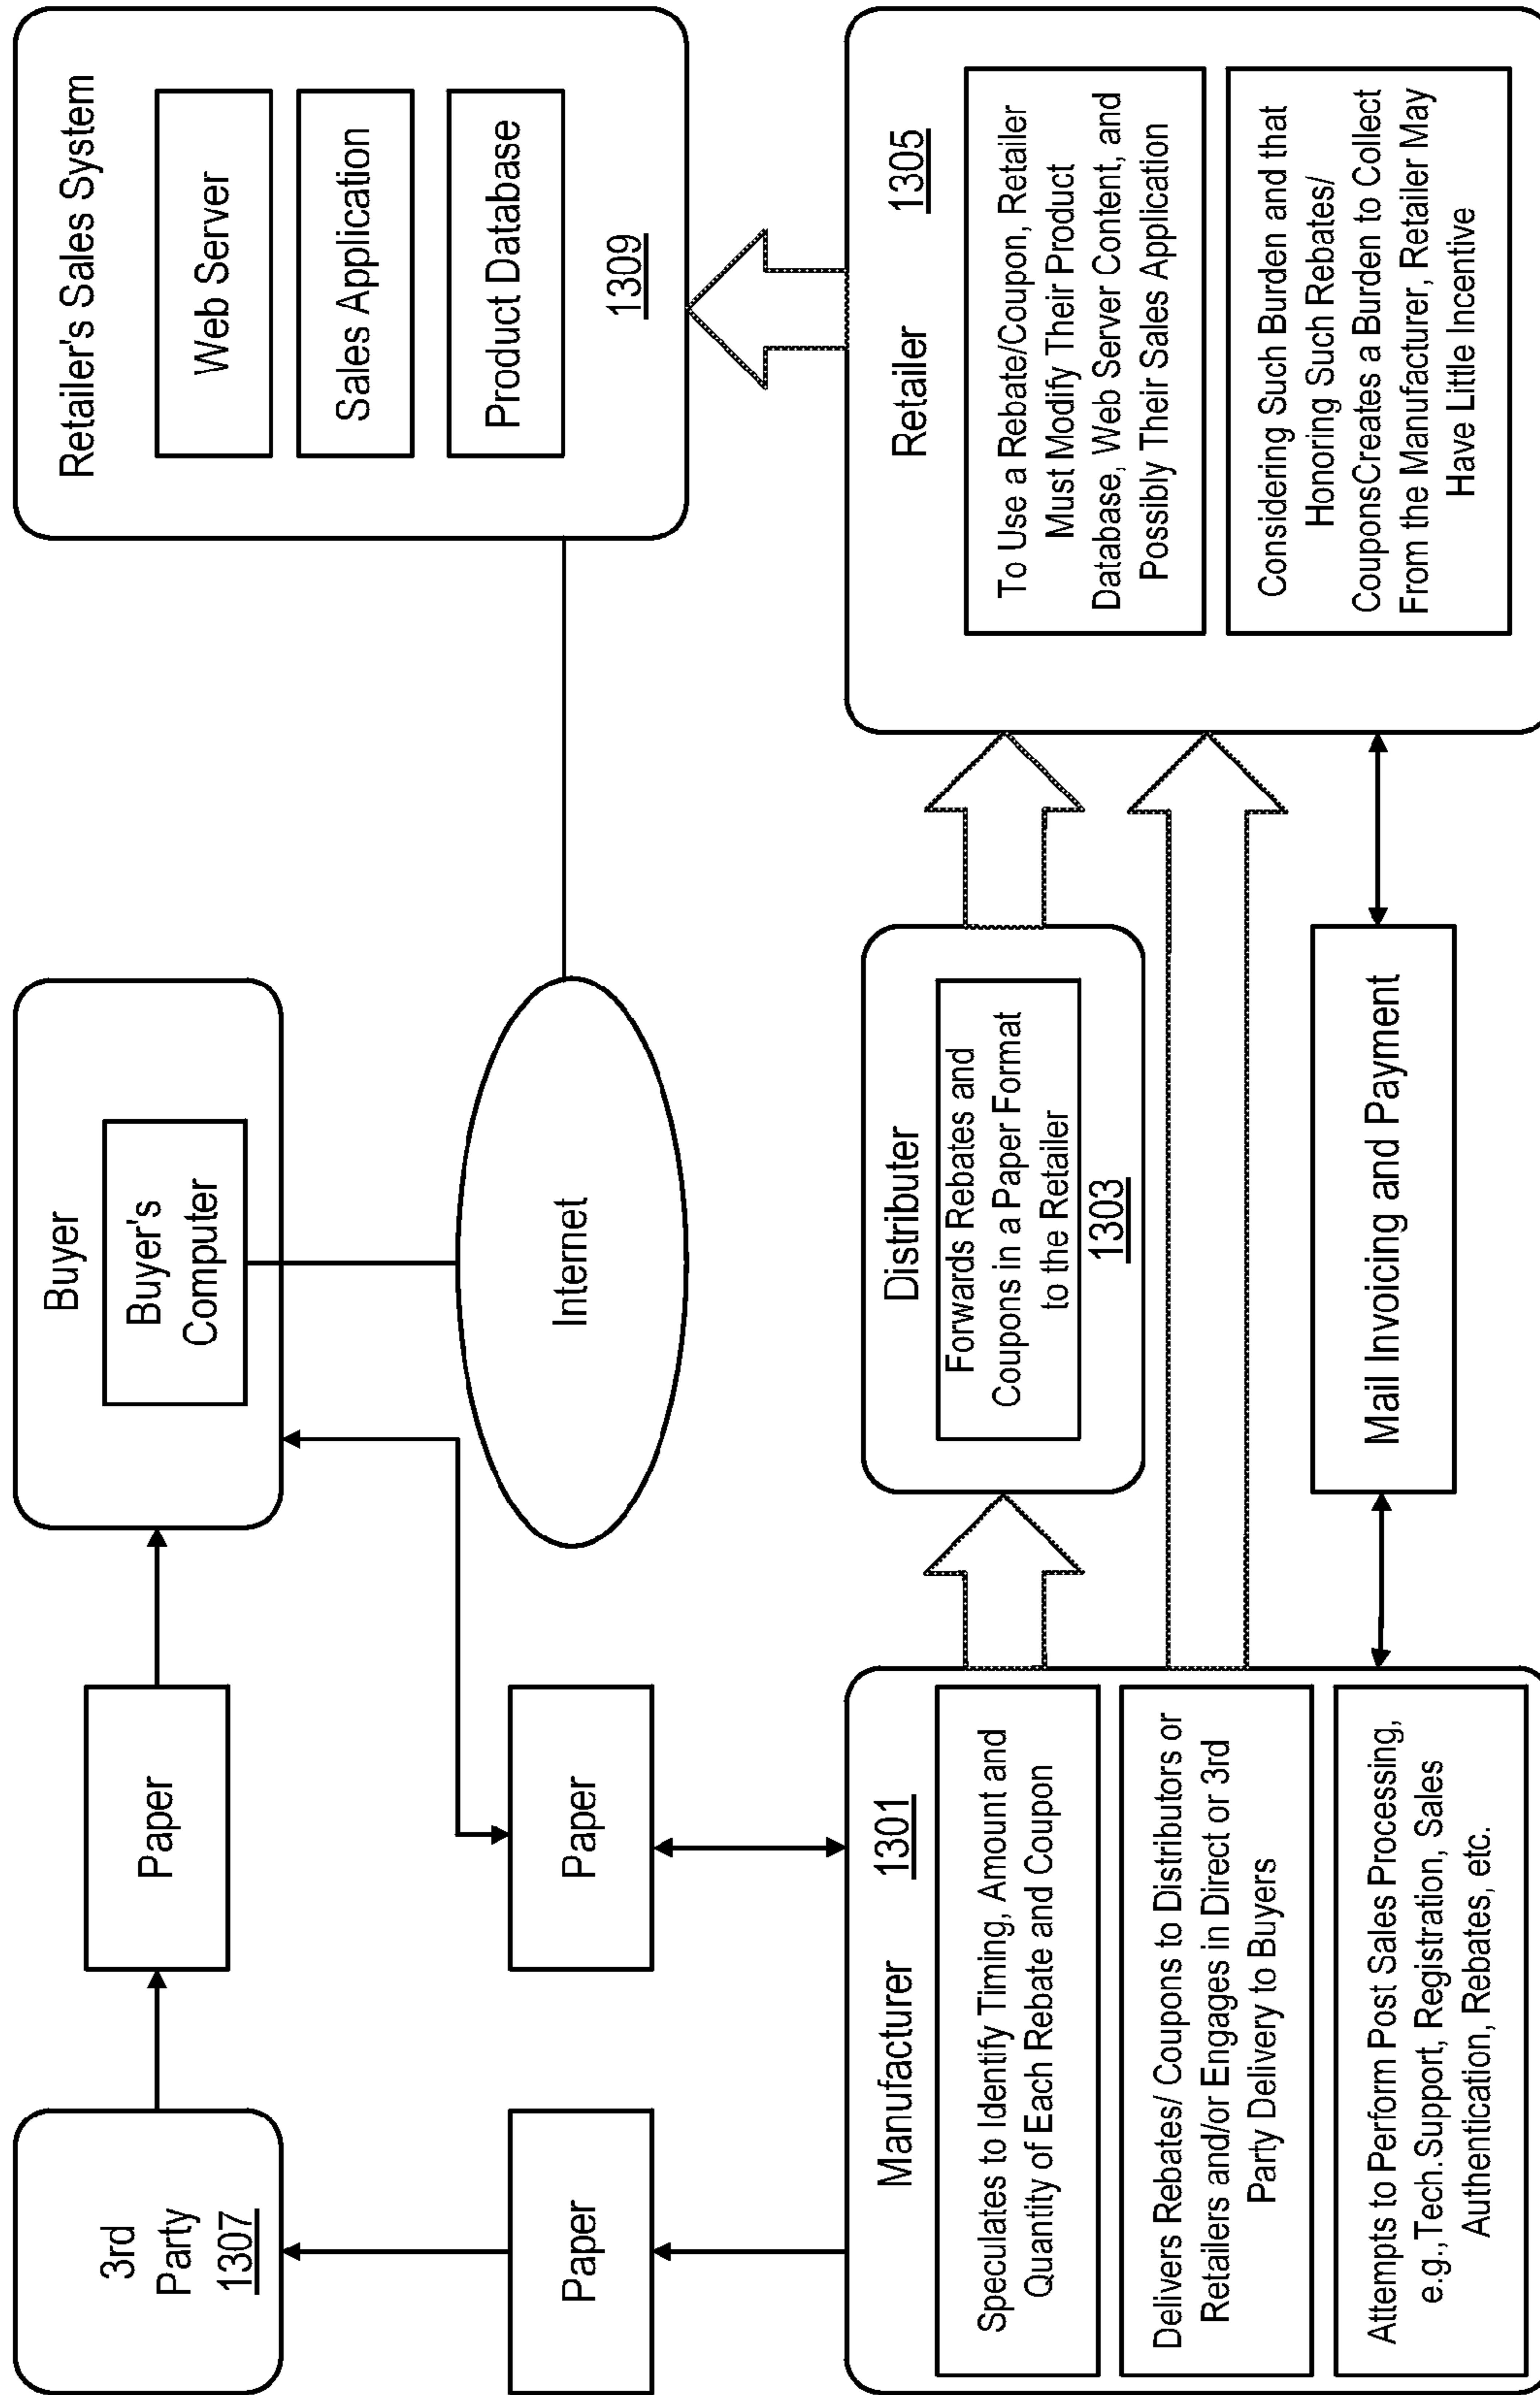 3rd
Party
1307
Paper
Paper
Paper
Buyer
Buyer's
Computer
Internet
Retailer's Sales System
Web Server
Sales Application
Product Database
1309
Manufacturer
1301
Speculates to Identify Timing, Amount and
Quantity of Each Rebate and Coupon
Delivers Rebates/ Coupons to Distributors or
Retailers and/or Engages in Direct or 3rd
Party Delivery to Buyers
Attempts to Perform Post Sales Processing,
e.g.,Tech.Support, Registration, Sales
Authentication, Rebates, etc.
Distributer
Forwards Rebates and
Coupons in a Paper Format
to the Retailer
1303
Mail Invoicing and Payment
Retailer
1305
To Use a Rebate/Coupon, Retailer
Must Modify Their Product
Database, Web Server Content, and
Possibly Their Sales Application
Considering Such Burden and that
Honoring Such Rebates/
CouponsCreates a Burden to Collect
From the Manufacturer, Retailer May
Have Little Incentive